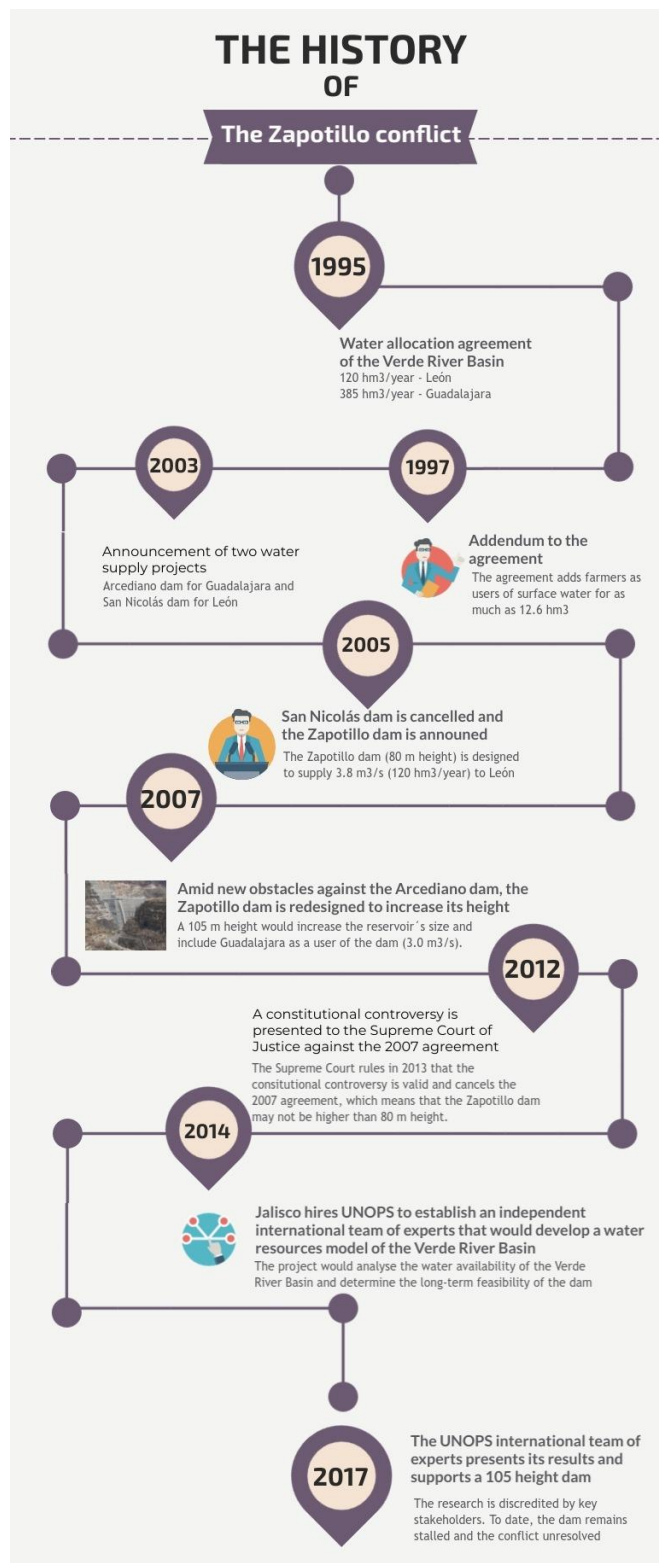 THE HISTORY
OF
The Zapotillo conflict
1995
Water allocation agreement
of the Verde River Basin
120 hm3/year - León
385 hm3/year - Guadalajara
1997
Addendum to the
agreement
The agreement adds farmers as
users of surface water for as
much as 12.6 hm3
2003
Announcement of two water
supply projects
Arcediano dam for Guadalajara and
San Nicolás dam for León
2005
San Nicolás dam is cancelled and
the Zapotillo dam is announed
The Zapotillo dam (80 m height) is designed
to supply 3.8 m3/s (120 hm3/year) to León
2007
Amid new obstacles against the Arcediano dam, the
Zapotillo dam is redesigned to increase its height
A 105 m height would increase the reservoir´s size and
include Guadalajara as a user of the dam (3.0 m3/s).
2012
A constitutional controversy is
presented to the Supreme Court of
Justice against the 2007 agreement
The Supreme Court rules in 2013 that the
consitutional controversy is valid and cancels the
2007 agreement, which means that the Zapotillo dam
may not be higher than 80 m height.
2014
Jalisco hires UNOPS to establish an independent
international team of experts that would develop a water
resources model of the Verde River Basin
The project would analyse the water availability of the Verde
River Basin and determine the long-term feasibility of the dam
2017
The UNOPS international team of
experts presents its results and
supports a 105 height dam
The research is discredited by key
stakeholders. To date, the dam remains
stalled and the conflict unresolved